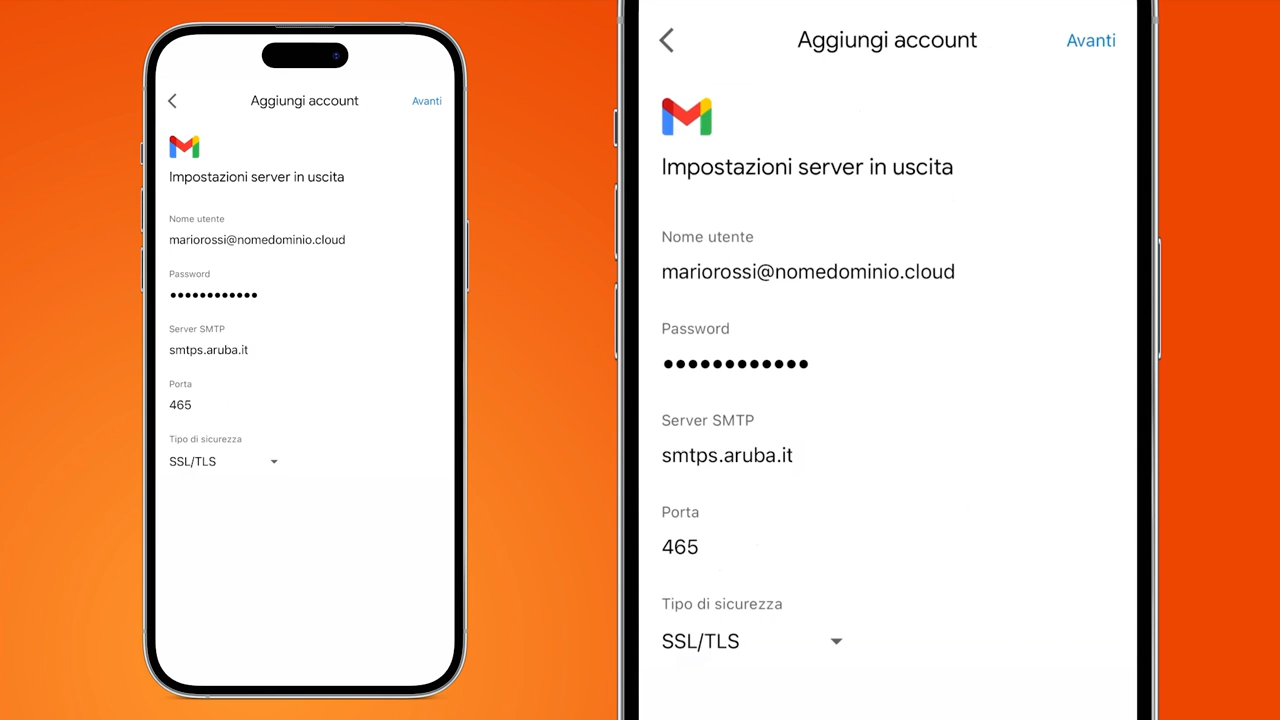 Aggiungi account
Avanti
Impostazioni server in uscita
Nome utente
mariorossi@nomedominio.cloud
Password
••••••••••••
Server SMTP
smtps.aruba.it
Porta
465
Tipo di sicurezza
SSL/TLS
Aggiungi account
Avanti
Impostazioni server in uscita
Nome utente
mariorossi@nomedominio.cloud
Password
••••••••••••
Server SMTP
smtps.aruba.it
Porta
465
Tipo di sicurezza
SSL/TLS